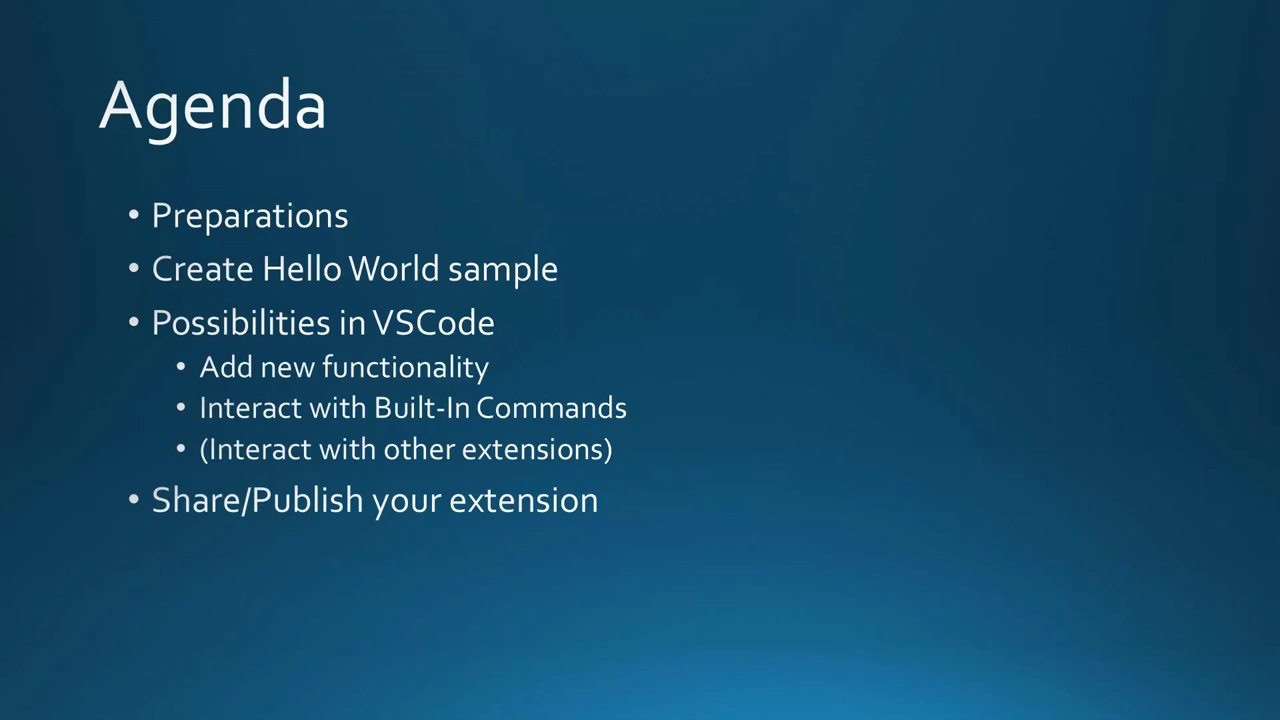 Agenda
• Preparations
• Create Hello World sample
• Possibilities in VSCode
• Add new functionality
• Interact with Built-In Commands
• (Interact with other extensions)
• Share/Publish your extension